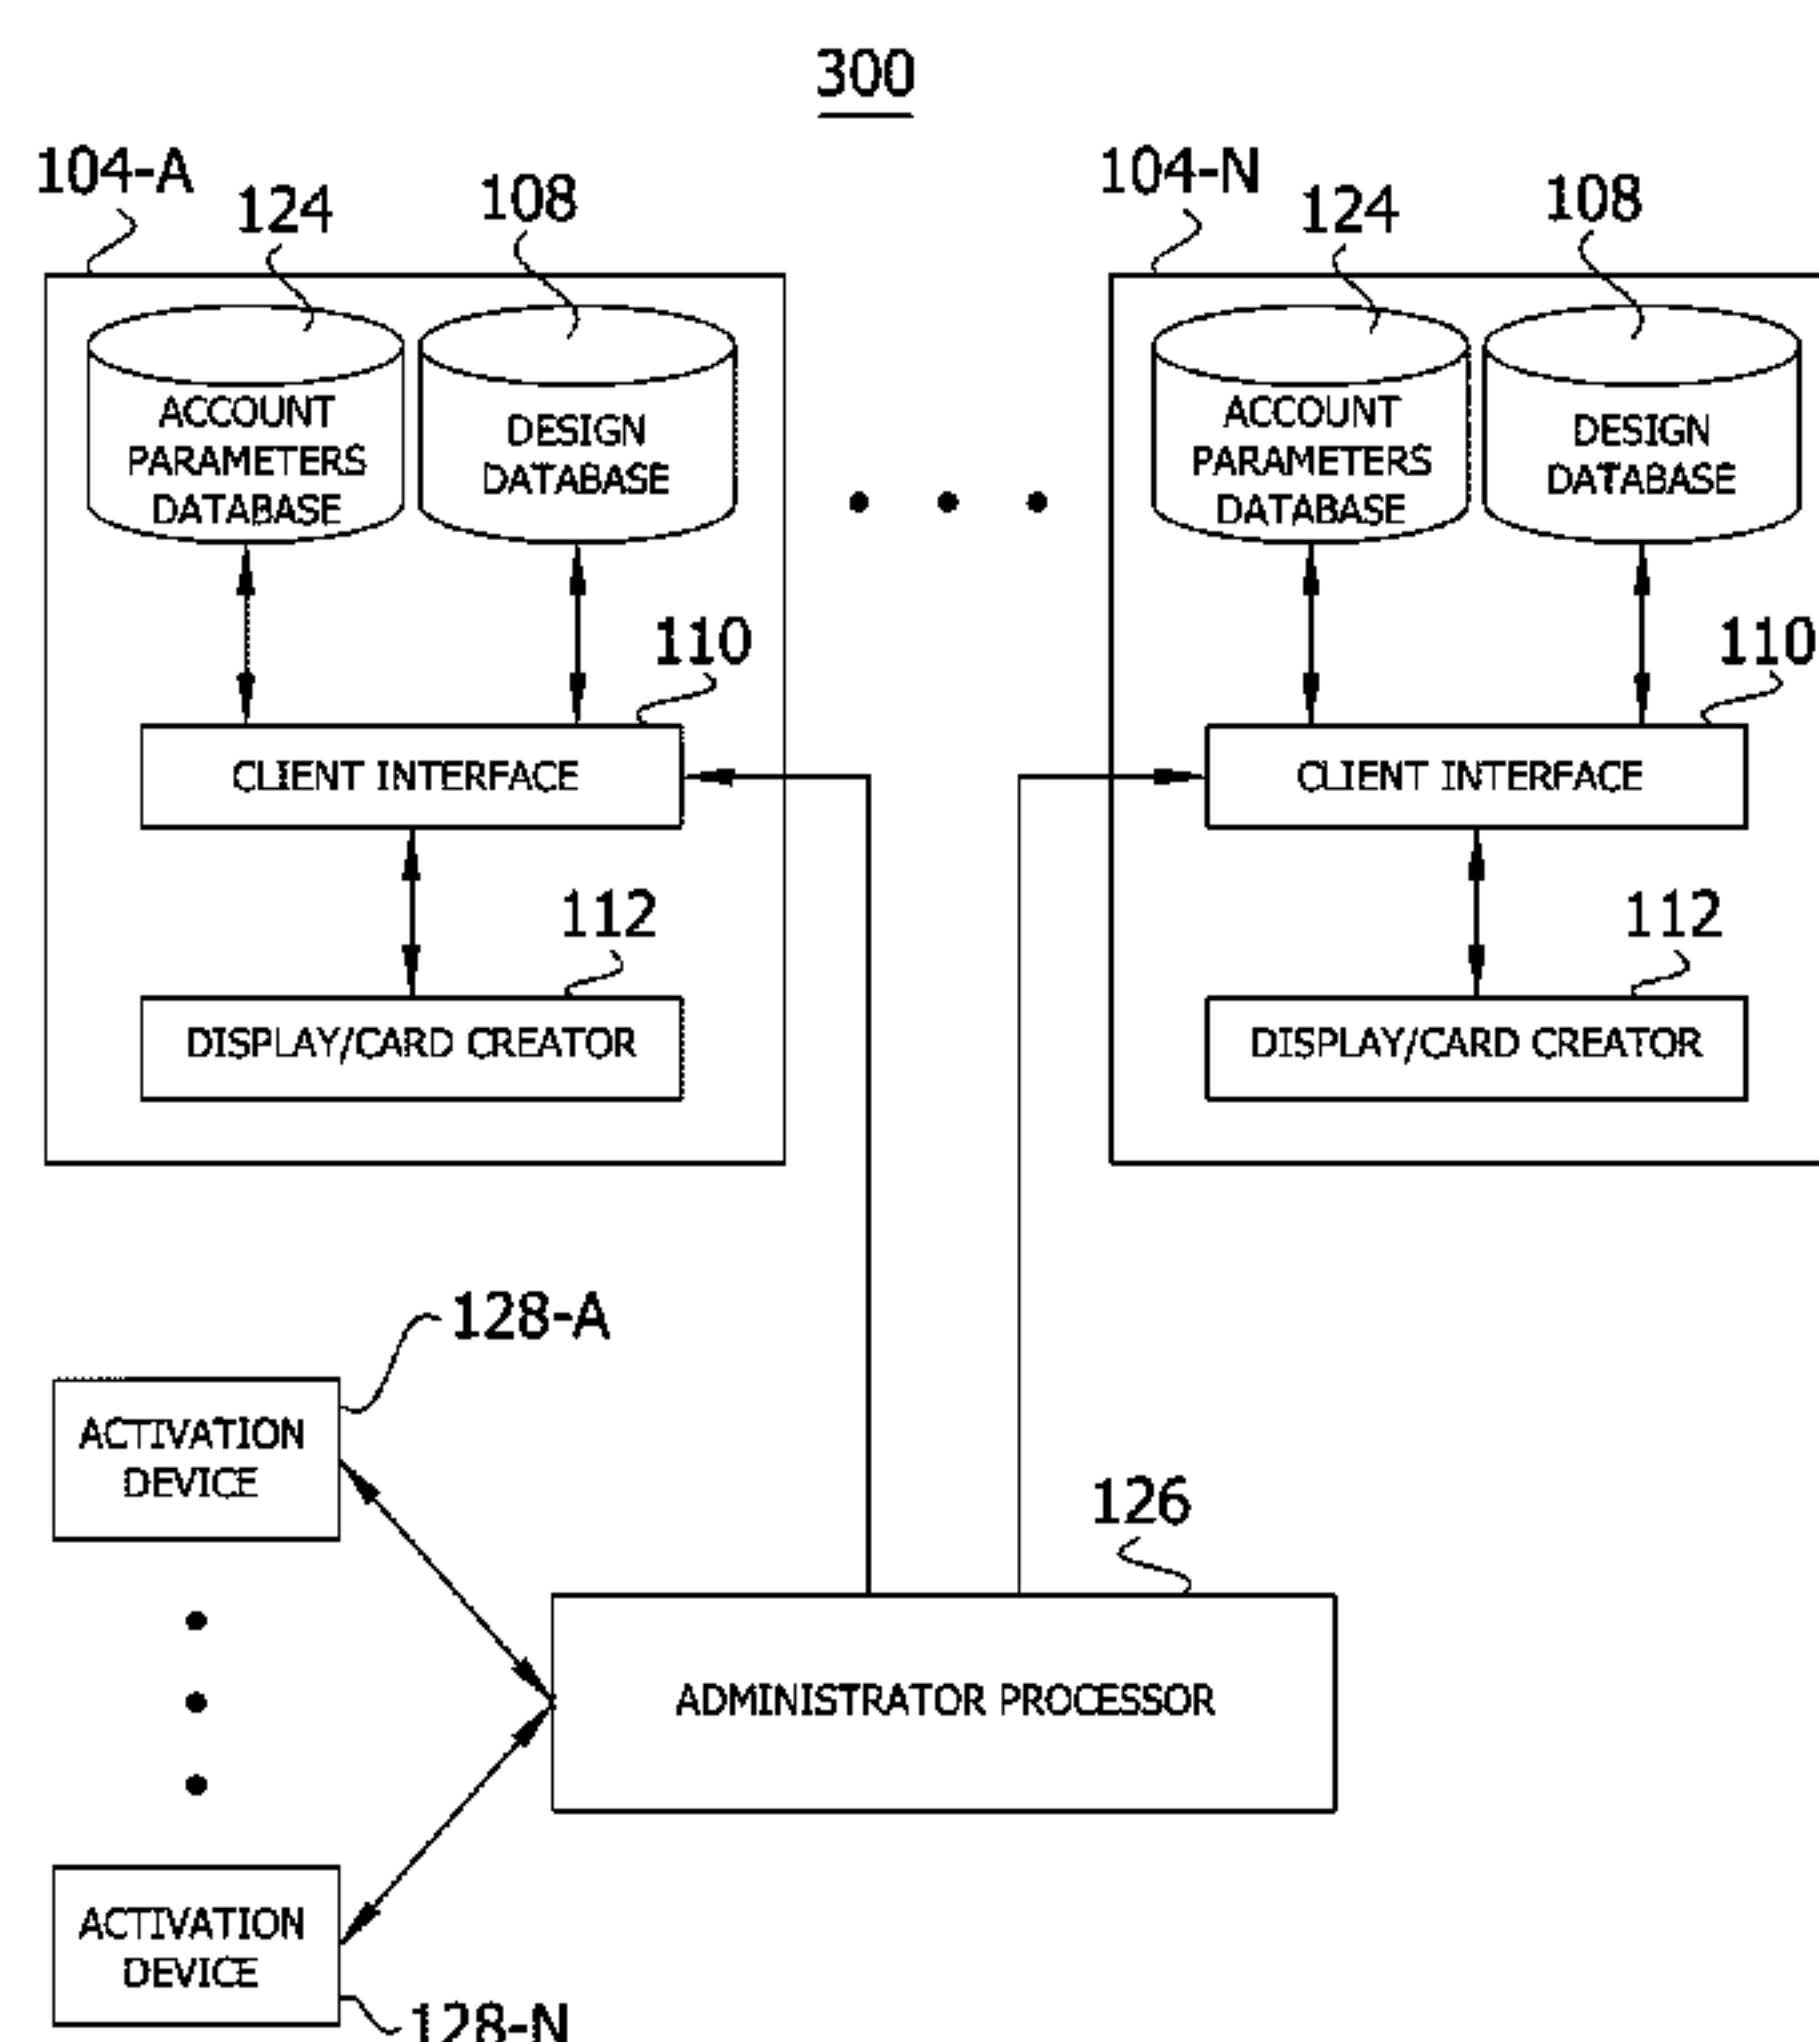 300
104-A
124
108
ACCOUNT
PARAMETERS
DATABASE
DESIGN
DATABASE
110
CLIENT INTERFACE
112
DISPLAY/CARD CREATOR
104-N
124
108
ACCOUNT
PARAMETERS
DATABASE
DESIGN
DATABASE
110
CLIENT INTERFACE
112
DISPLAY/CARD CREATOR
128-A
ACTIVATION
DEVICE
126
ADMINISTRATOR PROCESSOR
ACTIVATION
DEVICE
128-N